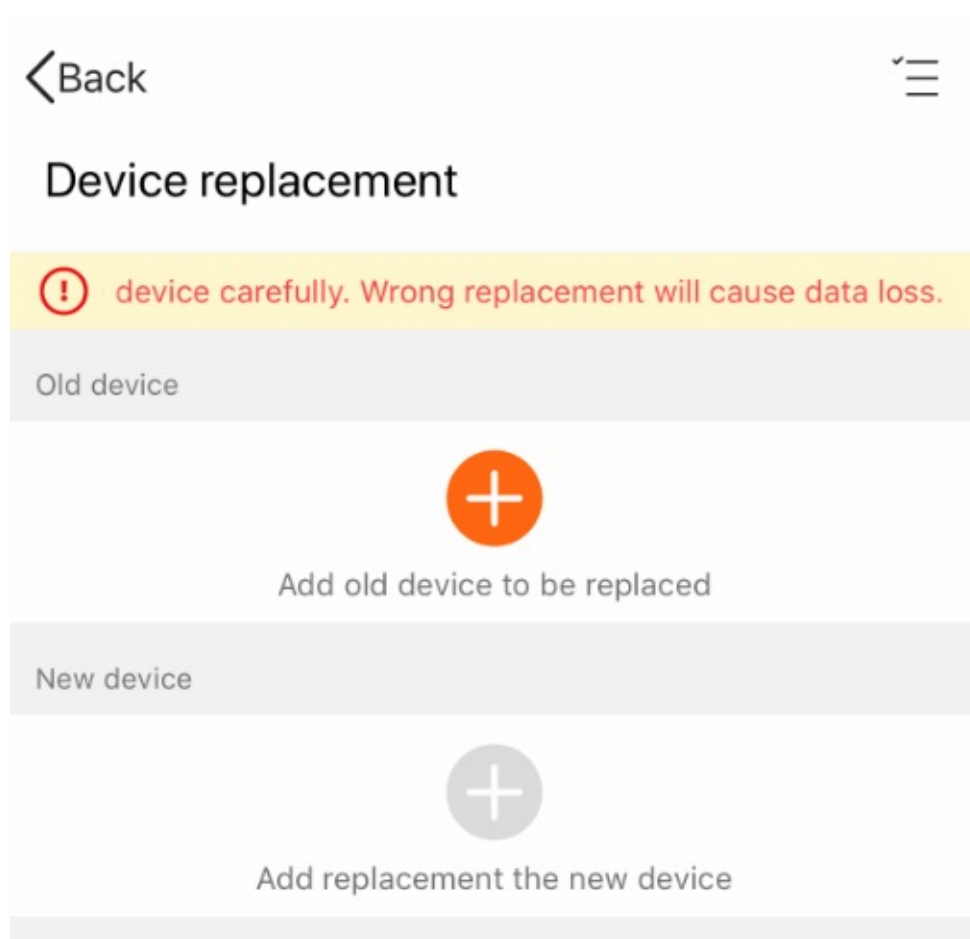 Back
Device replacement
device carefully. Wrong replacement will cause data loss.
Old device
Add old device to be replaced
New device
Add replacement the new device